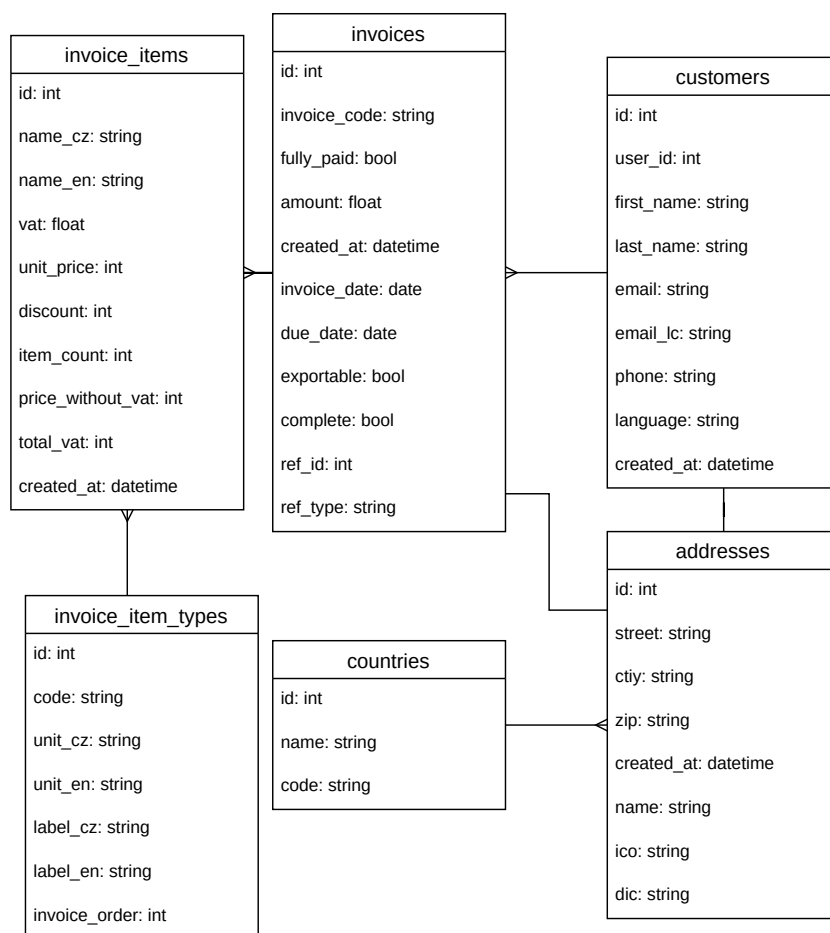 invoice_items
id: int
name_cz: string
name_en: string
vat: float
unit_price: int
discount: int
item_count: int
price_without_vat: int
total_vat: int
created_at: datetime
invoices
id: int
invoice_code: string
fully_paid: bool
amount: float
created_at: datetime
invoice_date: date
due_date: date
exportable: bool
complete: bool
ref_id: int
ref_type: string
customers
id: int
user_id: int
first_name: string
last_name: string
email: string
email_lc: string
phone: string
language: string
created_at: datetime
invoice_item_types
id: int
code: string
unit_cz: string
unit_en: string
label_cz: string
label_en: string
invoice_order: int
countries
id: int
name: string
code: string
addresses
id: int
street: string
ctiy: string
zip: string
created_at: datetime
name: string
ico: string
dic: string